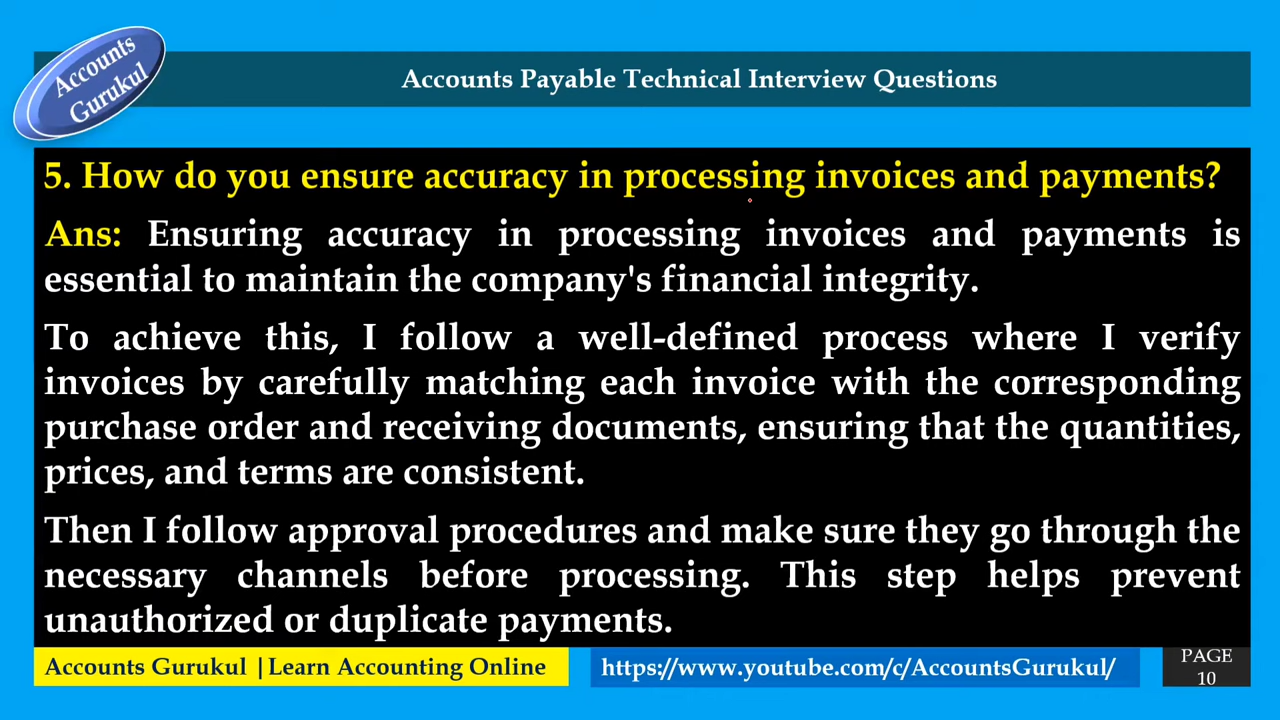 Accounts
Gurukul
Accounts Payable Technical Interview Questions
5. How do you ensure accuracy in processing invoices and payments?
Ans: Ensuring accuracy in processing invoices and payments is
essential to maintain the company's financial integrity.
To achieve this, I follow a well-defined process where I verify
invoices by carefully matching each invoice with the corresponding
purchase order and receiving documents, ensuring that the quantities,
prices, and terms are consistent.
Then I follow approval procedures and make sure they go through the
necessary channels before processing. This step helps prevent
unauthorized or duplicate payments.
Accounts Gurukul |Learn Accounting Online
https://www.youtube.com/c/AccountsGurukul/
PAGE
10